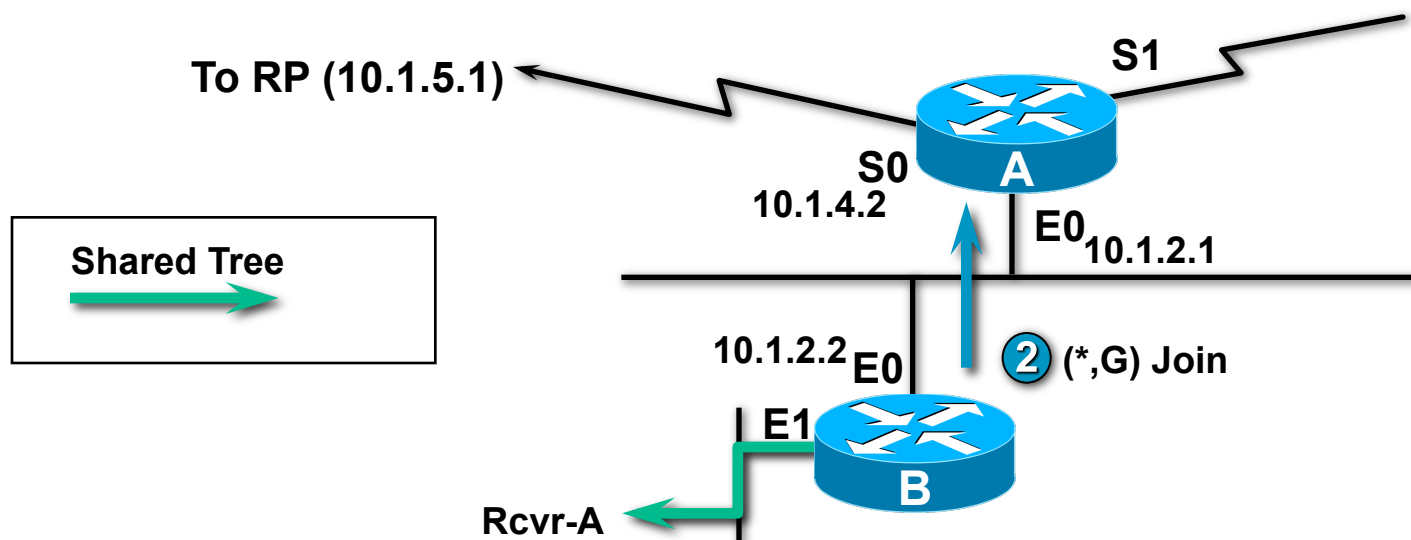 S1
To RP (10.1.5.1)
A
S0
10.1.4.2
E0
10.1.2.1
Shared Tree
10.1.2.2
E0
2 (*,G) Join
E1
B
Rcvr-A